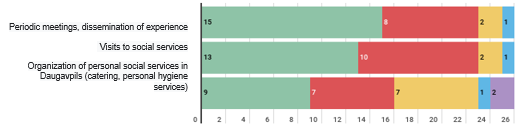 Periodic meetings, dissemination of experience
15 8 2 1
Visits to social services
13 10 2 1
Organization of personal social services in
Daugavpils (catering, personal hygiene
services)
9 7 7 1 2
0 2 4 6 8 10 12 14 16 18 20 22 24 26